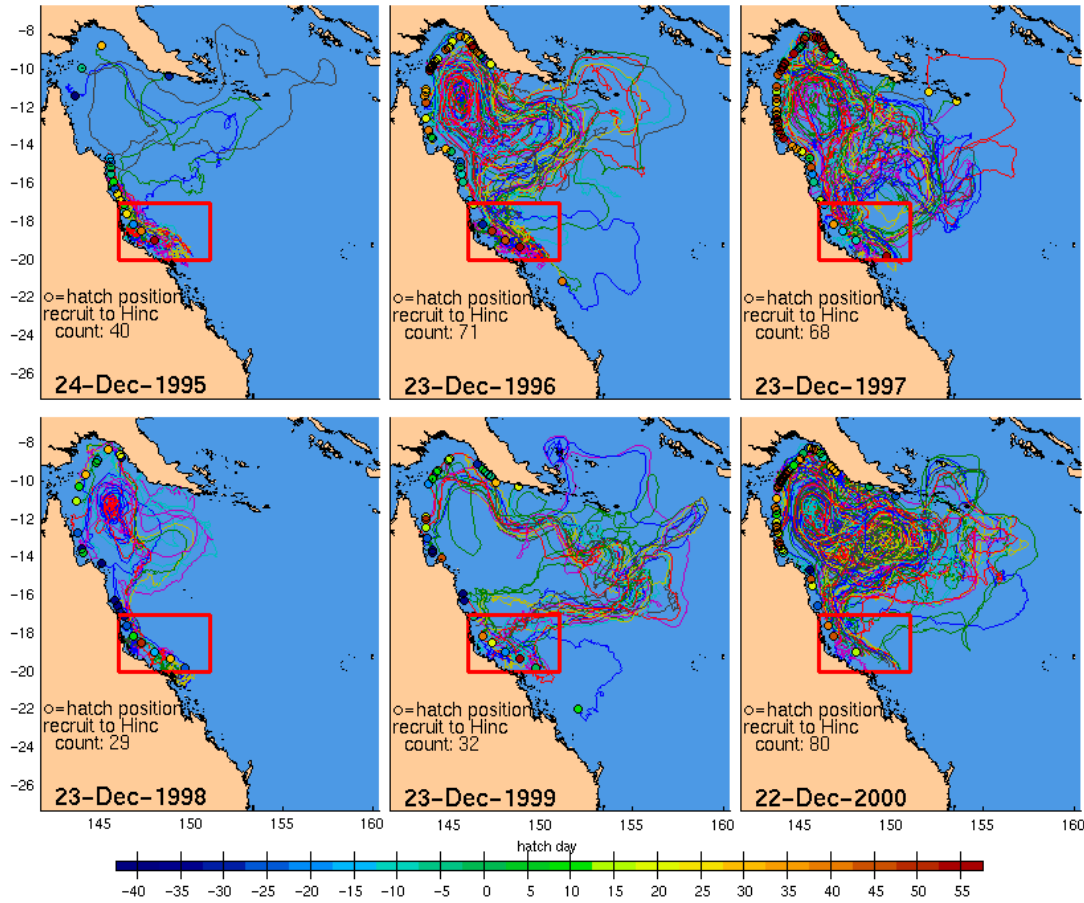 -8
-10
-12
-14
-16
-18
-20
-22
-24
-26
○=hatch position
recruit to Hinc
count: 40
24-Dec-1995
○=hatch position
recruit to Hinc
count: 71
23-Dec-1996
○=hatch position
recruit to Hinc
count: 68
23-Dec-1997
-8
-10
-12
-14
-16
-18
-20
-22
-24
-26
○=hatch position
recruit to Hinc
count: 29
23-Dec-1998
○=hatch position
recruit to Hinc
count: 32
23-Dec-1999
○=hatch position
recruit to Hinc
count: 80
22-Dec-2000
145 150 155 160 145 150 155 160 145 150 155 160
hatch day
-40 -35 -30 -25 -20 -15 -10 -5 0 5 10 15 20 25 30 35 40 45 50 55